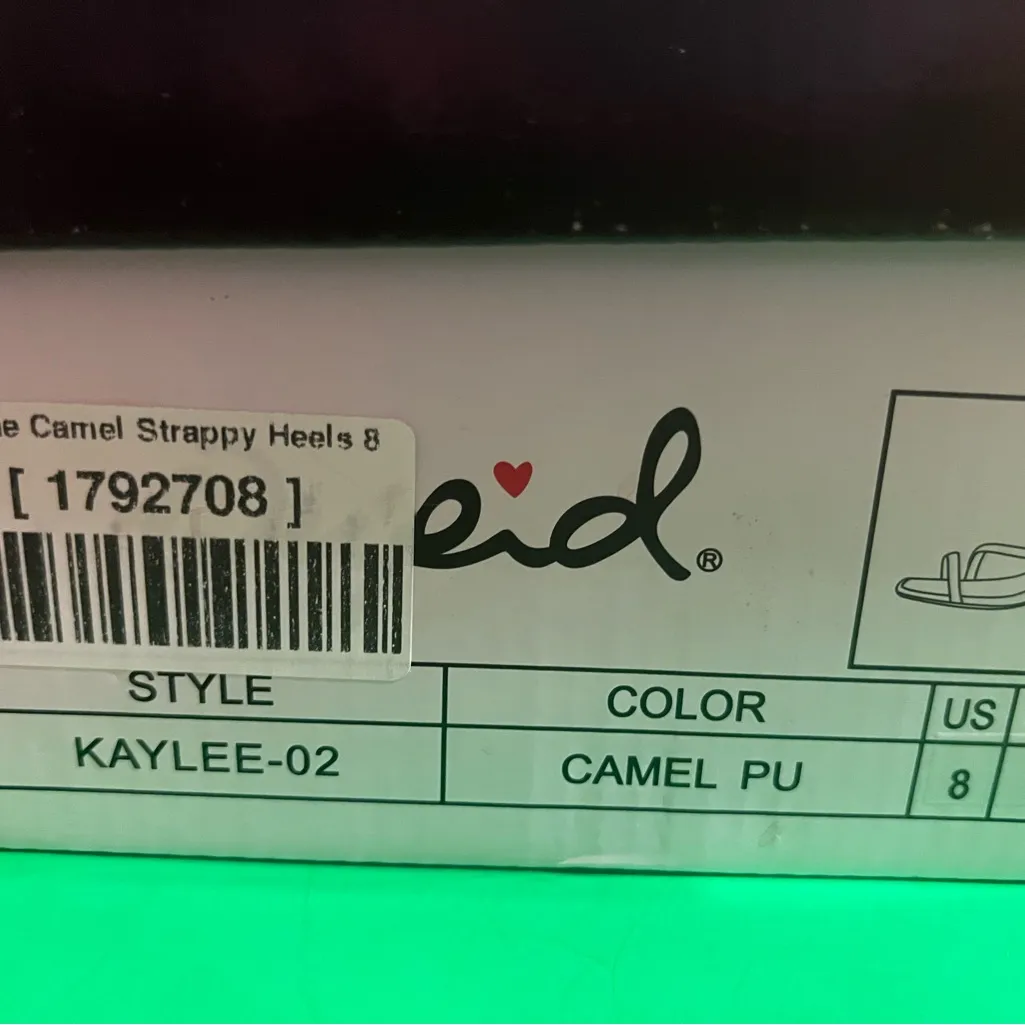 Camel Strappy Heels 8
[ 1792708 ]
eid®
STYLE COLOR US
KAYLEE-02 CAMEL PU 8